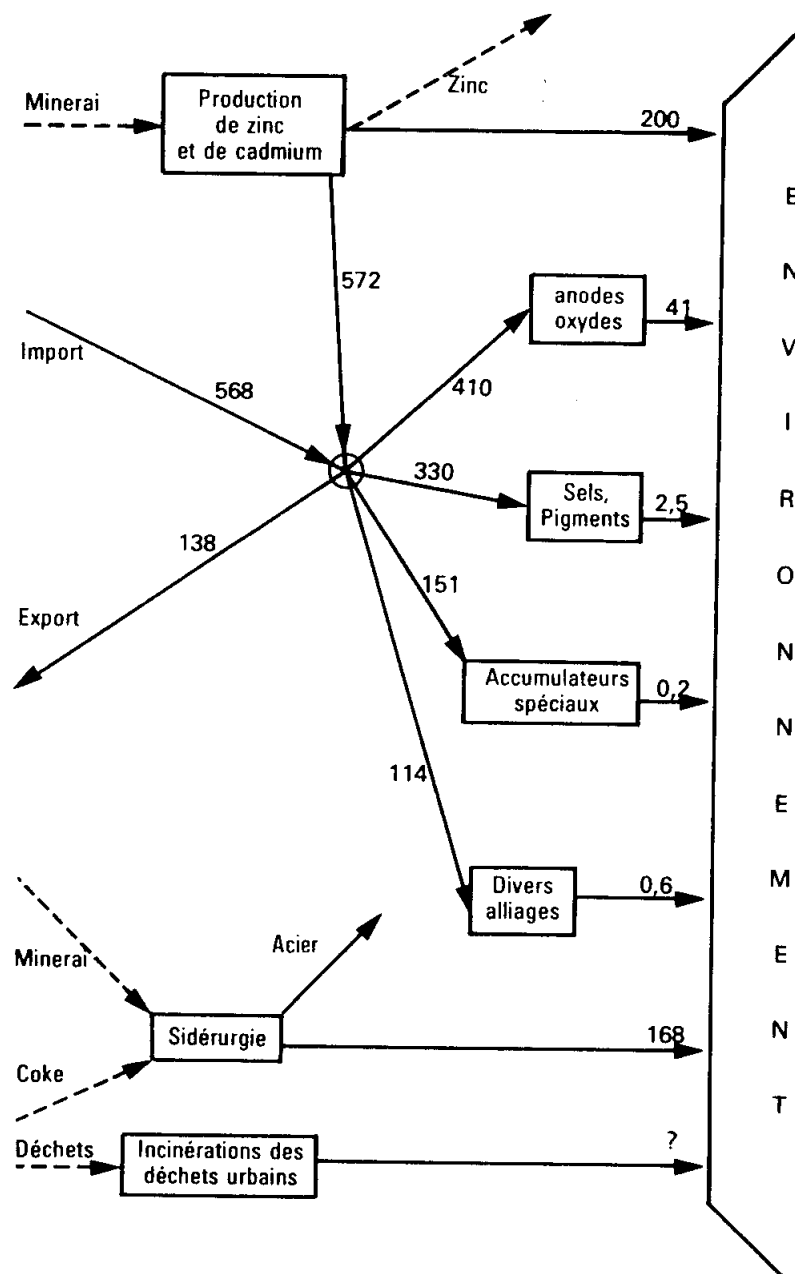 Minerai
Production
de zinc
et de cadmium
Zinc
200
572
anodes
oxydes
41
Import
568
410
330
Sels,
Pigments
2,5
138
151
Export
Accumulateurs
spéciaux
0,2
114
Divers
alliages
0,6
Minerai
Acier
Sidérurgie
168
Coke
Déchets
Incinérations des
déchets urbains
?
E
N
V
I
R
O
N
N
E
M
E
N
T